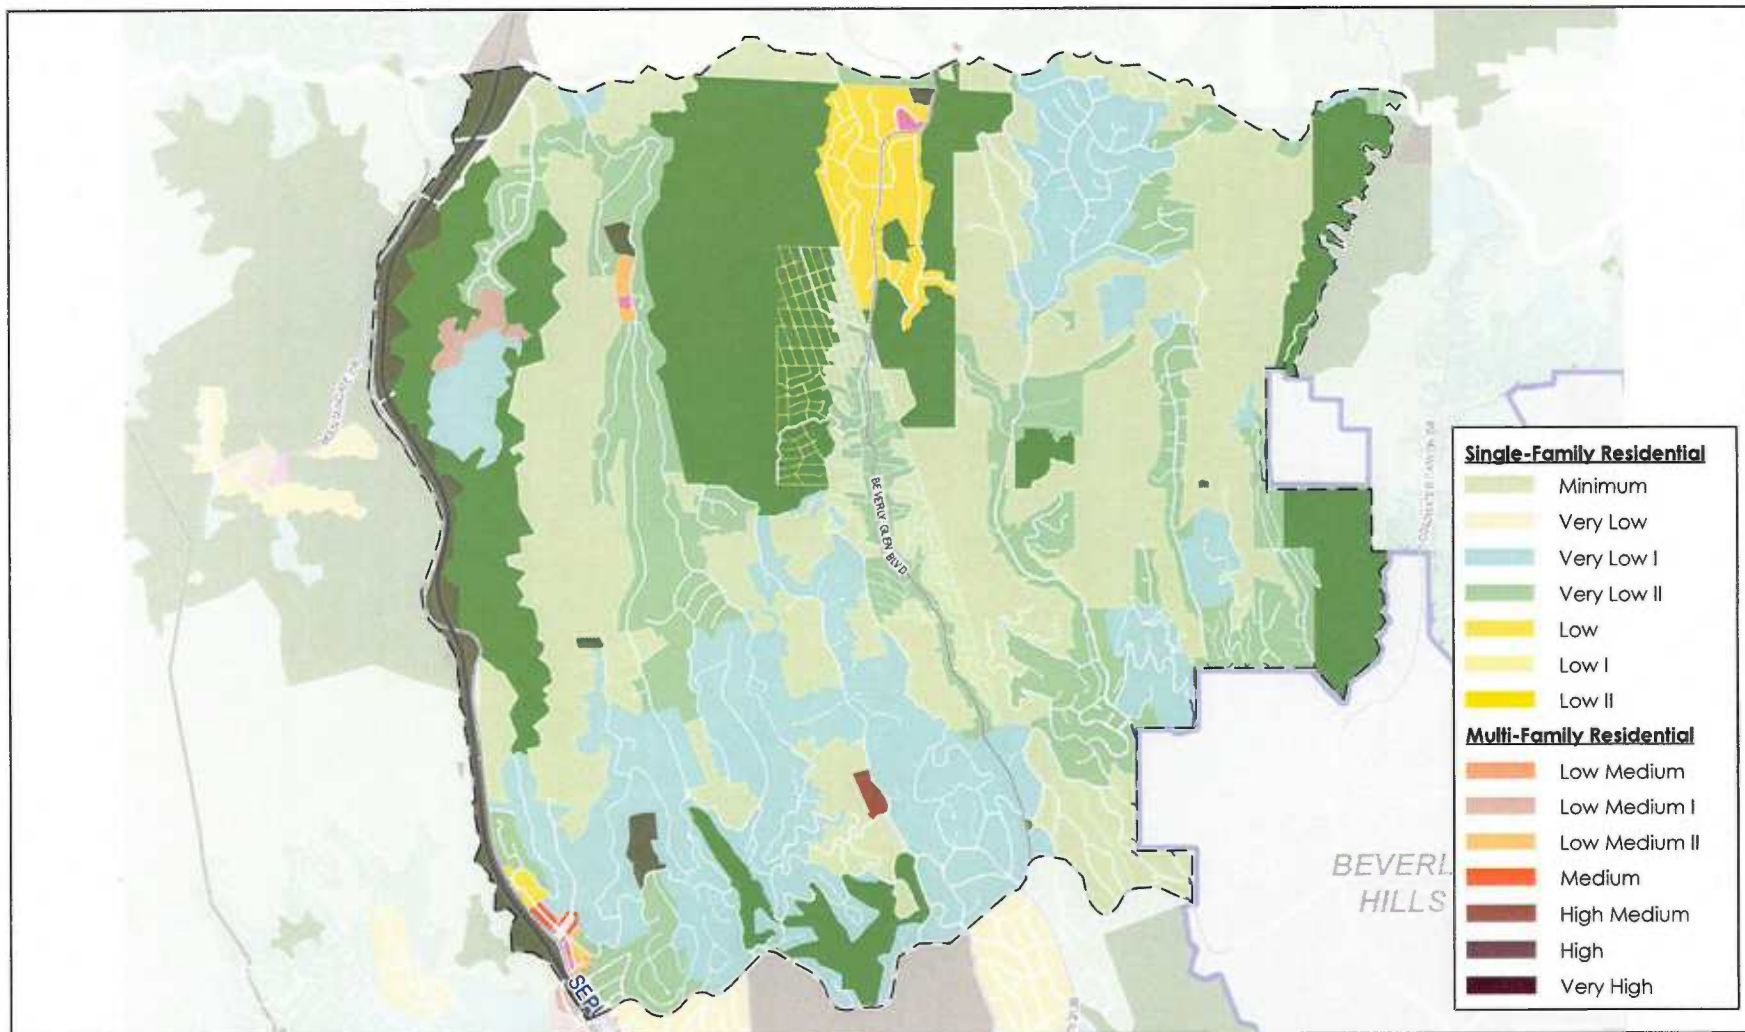 BEVERLY GLEN BLVD
Single-Family Residential
Minimum
Very Low
Very Low I
Very Low II
Low
Low I
Low II
Multi-Family Residential
Low Medium
Low Medium I
Low Medium II
Medium
High Medium
High
Very High
BEVERL
HILLS
SEPU